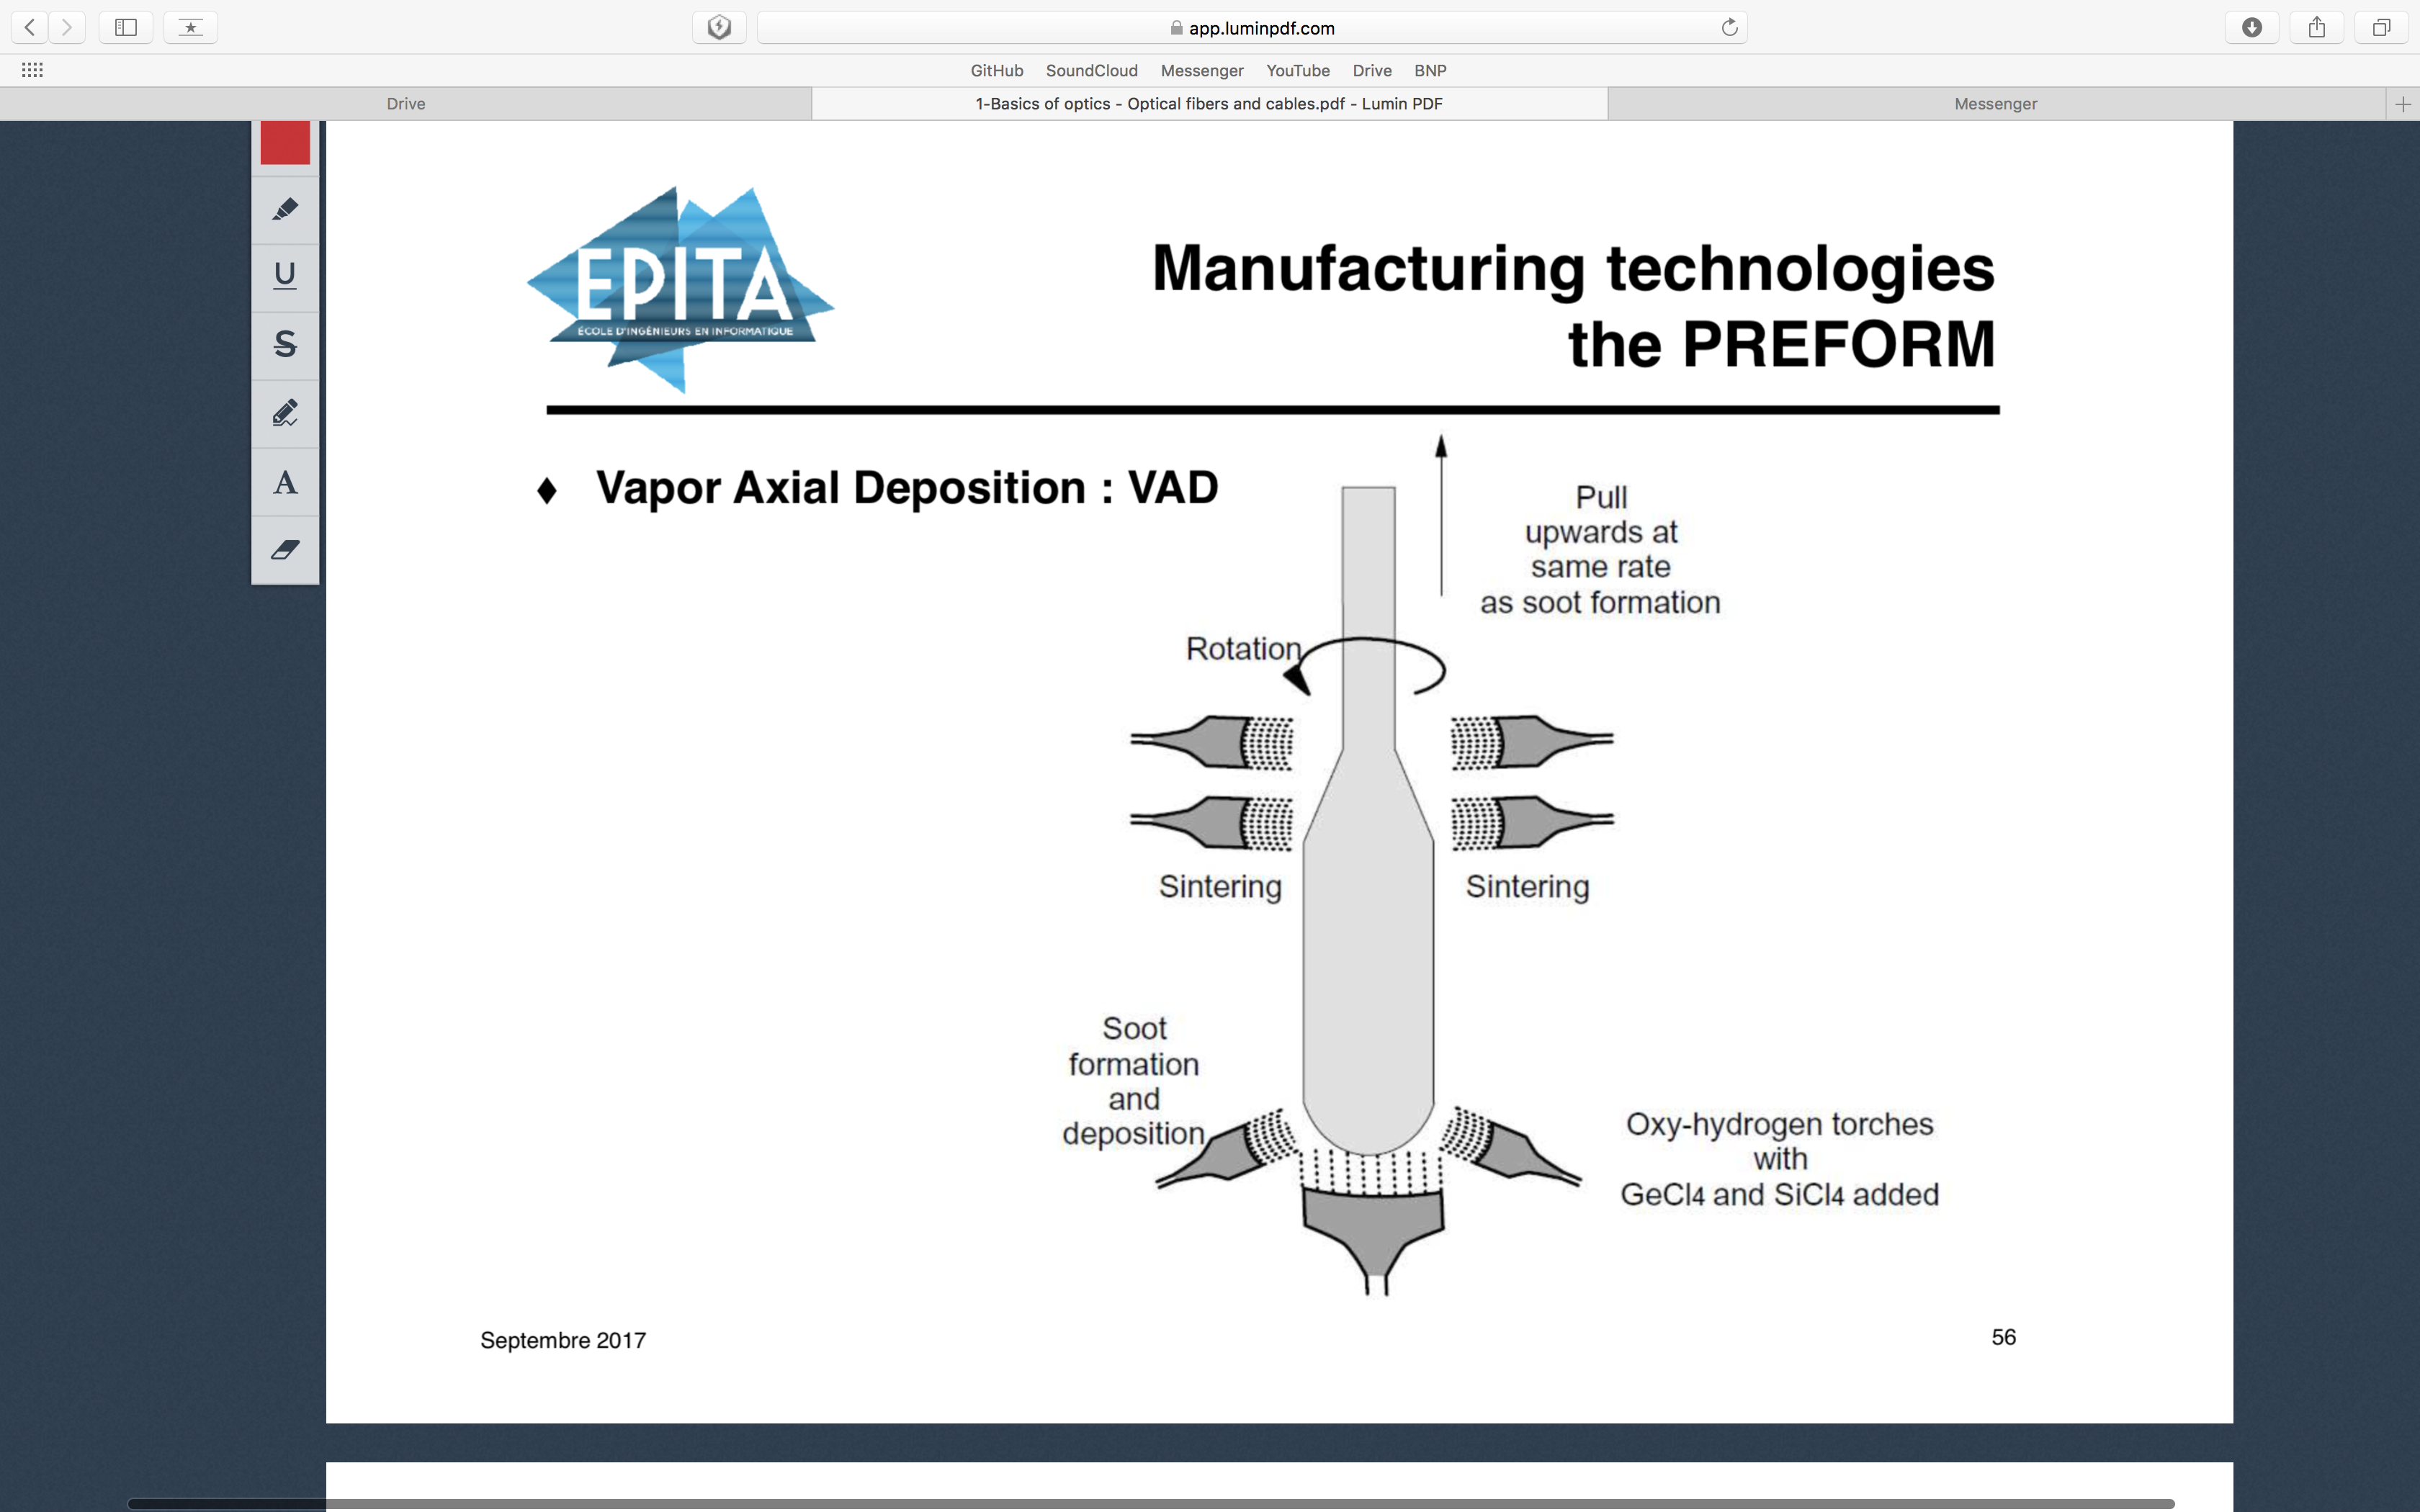 app.luminpdf.com
GitHub SoundCloud Messenger YouTube Drive BNP
Drive
1-Basics of optics - Optical fibers and cables.pdf - Lumin PDF
Messenger
U
S
A
EPITA
ÉCOLE D'INGÉNIEURS EN INFORMATIQUE
Manufacturing technologies
the PREFORM
♦ Vapor Axial Deposition : VAD
Pull
upwards at
same rate
as soot formation
Rotation
Sintering
Sintering
Soot
formation
and
deposition
Oxy-hydrogen torches
with
GeCl4 and SiCl4 added
Septembre 2017
56